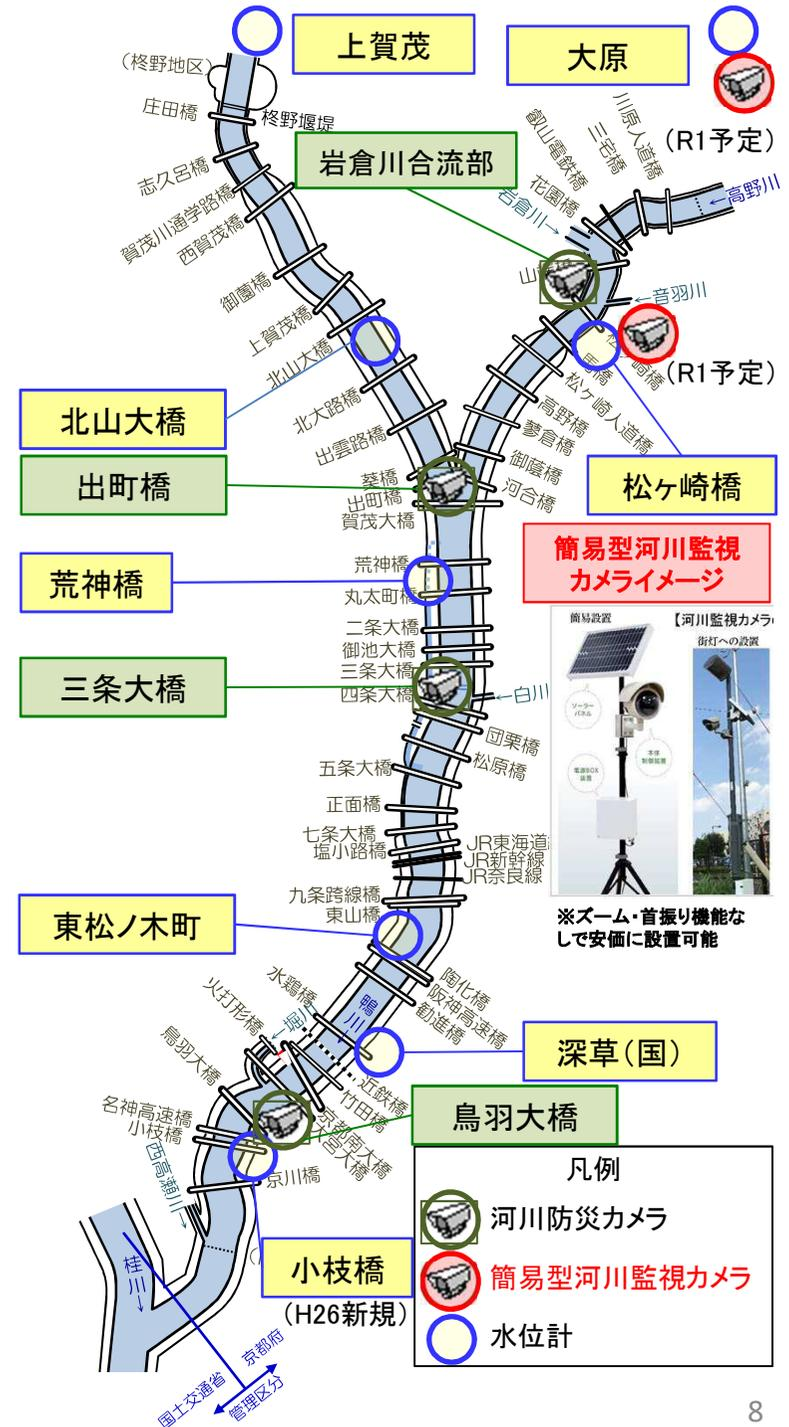 上賀茂
大原
(R1予定)
(柊野地区)
庄田橋
柊野堰堤
岩倉川合流部
川原人道橋
三宅橋
叡山電鉄橋
花園橋
岩倉川→
←高野川
志久呂橋
賀茂川通学路橋
西賀茂橋
御薗橋
上賀茂橋
北山大橋
←音羽川
(R1予定)
馬橋
松ヶ崎人道橋
北山大橋
北大路橋
出雲路橋
高野橋
蓼倉橋
御蔭橋
河合橋
松ヶ崎橋
出町橋
葵橋
出町橋
賀茂大橋
荒神橋
荒神橋
丸太町橋
二条大橋
御池大橋
三条大橋
四条大橋
三条大橋
←白川
団栗橋
松原橋
五条大橋
正面橋
七条大橋
塩小路橋
JR東海道
JR新幹線
JR奈良線
九条跨線橋
東山橋
簡易型河川監視
カメライメージ
簡易設置
【河川監視カメラ
街灯への設置
ソーラー
パネル
本体
制御装置
電源BOX
装置
※ズーム・首振り機能な
しで安価に設置可能
東松ノ木町
陶化橋
阪神高速橋
勧進橋
水鶏橋
鴨川
火打形橋
←堀川
深草(国)
近鉄橋
竹田橋
鳥羽大橋
京都南大橋
大宮大橋
鳥羽大橋
名神高速橋
小枝橋
京川橋
西高瀬川→
小枝橋
(H26新規)
桂川→
京都府
国土交通省
管理区分
凡例
河川防災カメラ
簡易型河川監視カメラ
水位計
8